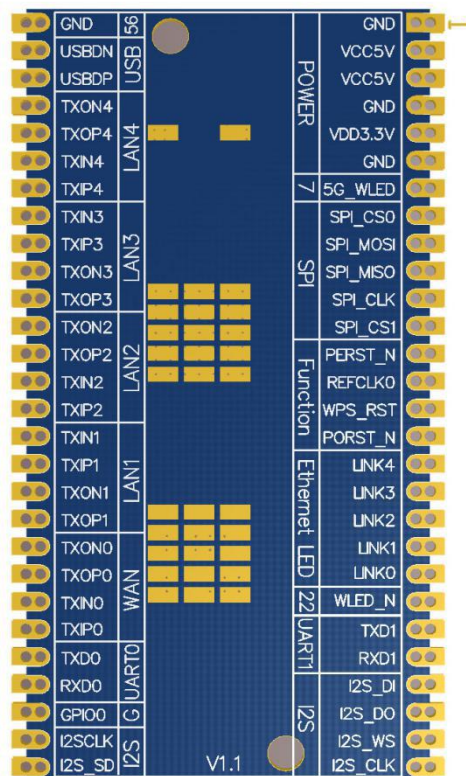 GND 56 GND
USBDN USB VCC5V
USBDP VCC5V
TXON4 LAN4 POWER GND
TXOP4 VDD3.3V
TXIN4 GND
TXIP4 7 5G_WLED
TXIN3 LAN3 SPI SPI_CS0
TXIP3 SPI_MOSI
TXON3 SPI_MISO
TXOP3 SPI_CLK
TXON2 LAN2 SPI_CS1
TXOP2 Function PERST_N
TXIN2 REFCLK0
TXIP2 WPS_RST
TXIN1 LAN1 PORST_N
TXIP1 Ethernet LED LINK4
TXON1 LINK3
TXOP1 LINK2
TXON0 WAN LINK1
TXOP0 LINK0
TXIN0 22 WLED_N
TXIP0 UART1 TXD1
TXD0 UART0 RXD1
RXD0 I2S I2S_DI
GPIO0 G I2S_DO
I2SCLK I2S I2S_WS
I2S_SD V1.1 I2S_CLK